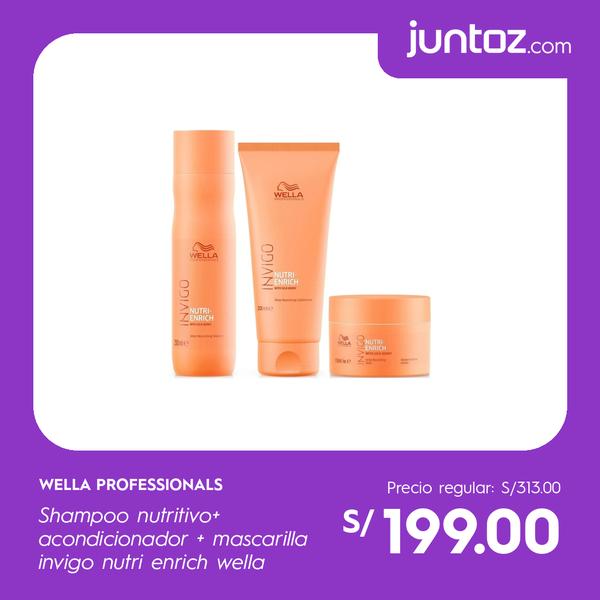 juntoz.com
WELLA
INVIGO
NUTRI-
ENRICH
WELLA
INVIGO
NUTRI
ENRICH
WELLA
INVIGO
NUTRI
ENRICH
WELLA PROFESSIONALS
Shampoo nutritivo+
acondicionador + mascarilla
invigo nutri enrich wella
Precio regular: S/313.00
S/199.00